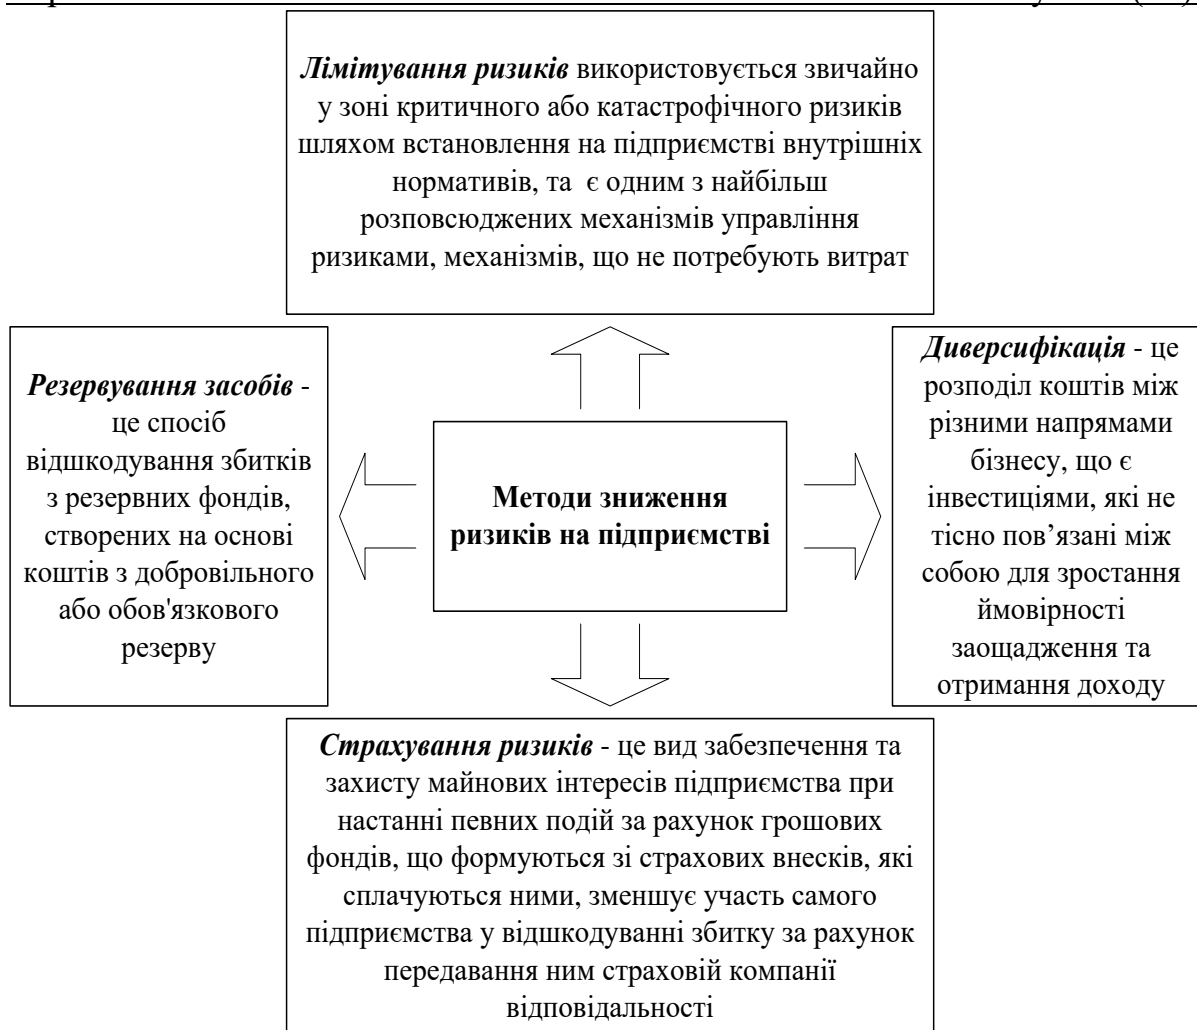 Лімітування ризиків використовується звичайно
у зоні критичного або катастрофічного ризиків
шляхом встановлення на підприємстві внутрішніх
нормативів, та є одним з найбільш
розповсюджених механізмів управління
ризиками, механізмів, що не потребують витрат
Резервування засобів -
це спосіб
відшкодування збитків
з резервних фондів,
створених на основі
коштів з добровільного
або обов'язкового
резерву
Методи зниження
ризиків на підприємстві
Диверсифікація - це
розподіл коштів між
різними напрямами
бізнесу, що є
інвестиціями, які не
тісно пов’язані між
собою для зростання
ймовірності
заощадження та
отримання доходу
Страхування ризиків - це вид забезпечення та
захисту майнових інтересів підприємства при
настанні певних подій за рахунок грошових
фондів, що формуються зі страхових внесків, які
сплачуються ними, зменшує участь самого
підприємства у відшкодуванні збитку за рахунок
передавання ним страховій компанії
відповідальності